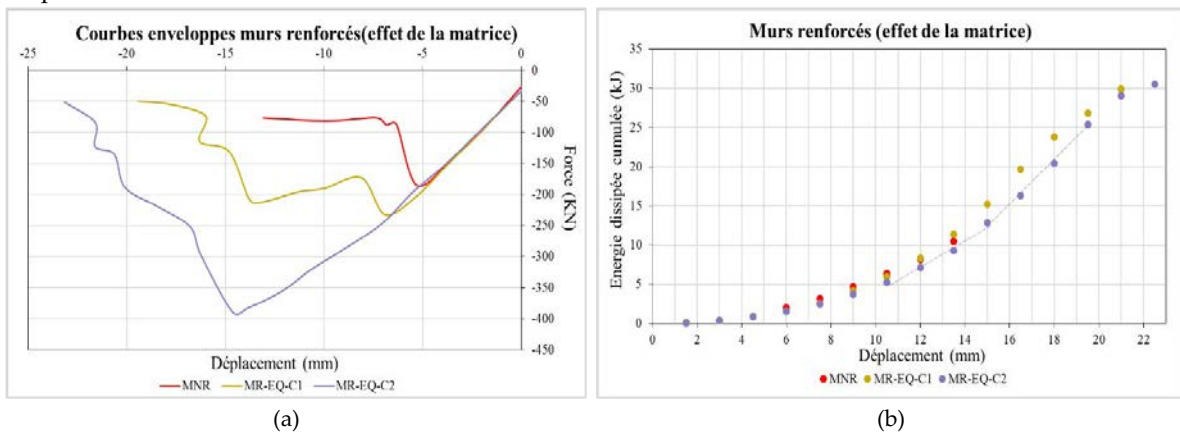 Courbes enveloppes murs renforcés(effet de la matrice)
-25 -20 -15 -10 -5 0
0
-50
-100
-150
-200
-250
-300
-350
-400
-450
Force (KN)
Déplacement (mm)
MNR MR-EQ-C1 MR-EQ-C2
(a)
Murs renforcés (effet de la matrice)
Energie dissipée cumulée (kJ)
35
30
25
20
15
10
5
0
0 2 4 6 8 10 12 14 16 18 20 22
Déplacement (mm)
MNR MR-EQ-C1 MR-EQ-C2
(b)